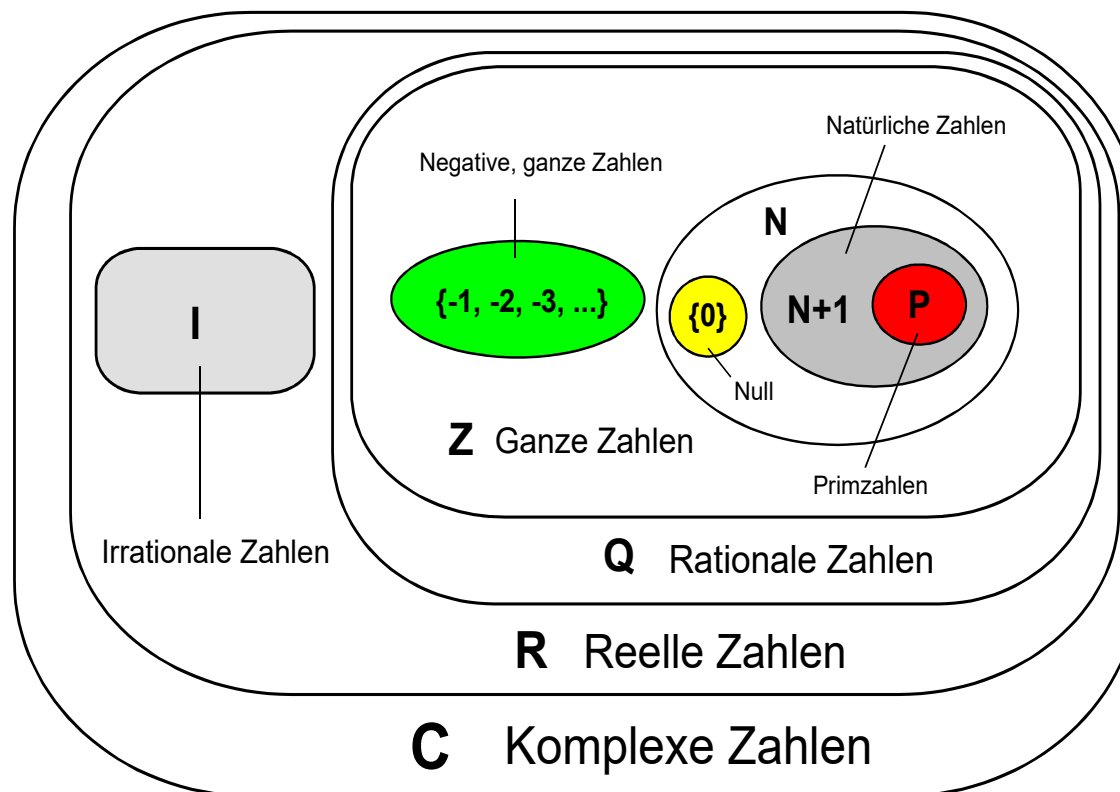 Natürliche Zahlen
Negative, ganze Zahlen
N
{-1, -2, -3, ...}
{0}
N+1
P
I
Null
Z Ganze Zahlen
Primzahlen
Irrationale Zahlen
Q Rationale Zahlen
R Reelle Zahlen
C Komplexe Zahlen